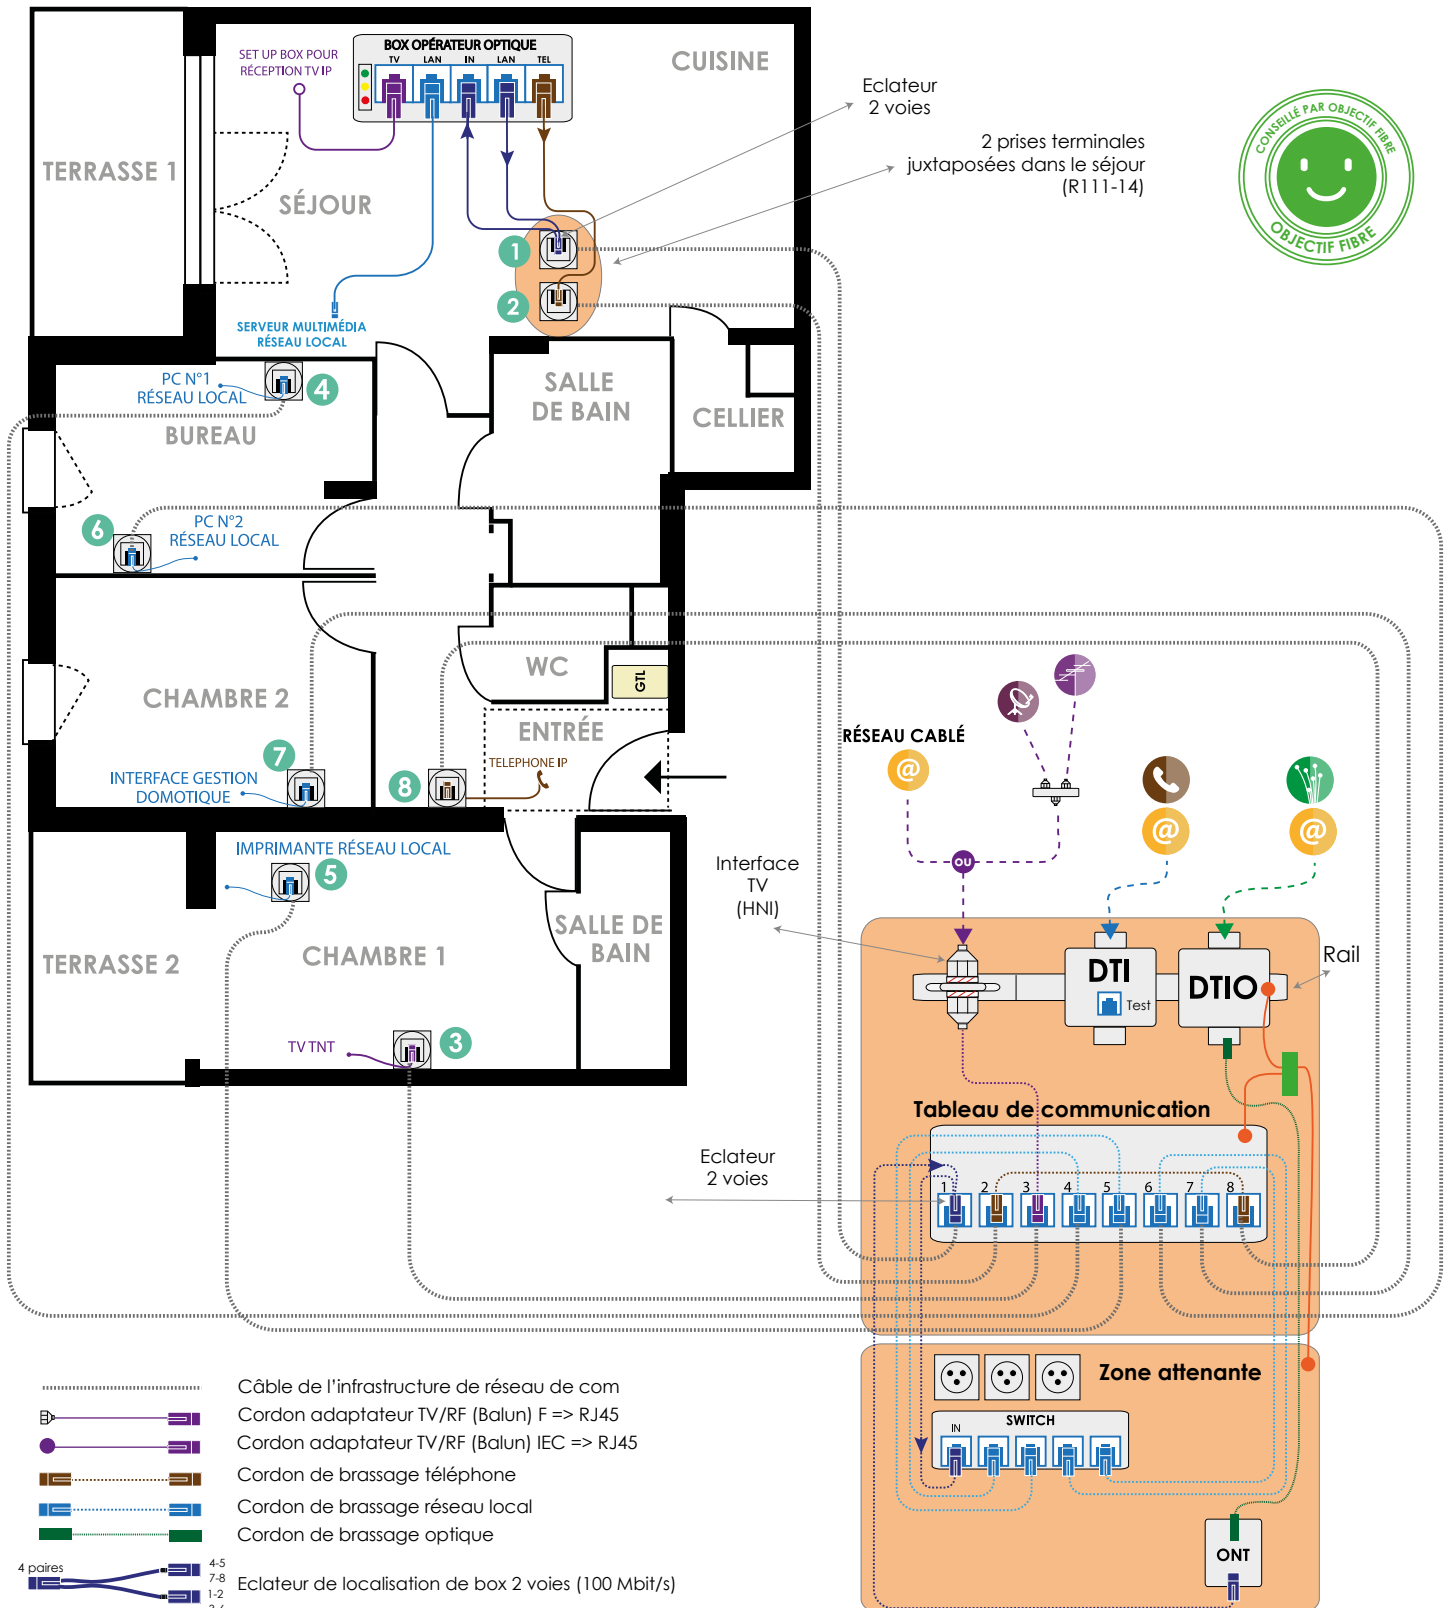 SET UP BOX POUR
RÉCEPTION TV IP
BOX OPÉRATEUR OPTIQUE
TV
LAN
IN
LAN
TEL
CUISINE
Eclateur
2 voies
2 prises terminales
juxtaposées dans le séjour
(R111-14)
CONSEILLÉ PAR OBJECTIF FIBRE
OBJECTIF FIBRE
TERRASSE 1
SÉJOUR
1
2
SERVEUR MULTIMÉDIA
RÉSEAU LOCAL
PC N°1
RÉSEAU LOCAL
4
BUREAU
SALLE
DE BAIN
CELLIER
6
PC N°2
RÉSEAU LOCAL
WC
GTL
CHAMBRE 2
ENTRÉE
7
INTERFACE GESTION
DOMOTIQUE
8
TELEPHONE IP
RÉSEAU CABLÉ
@
@
@
OU
IMPRIMANTE RÉSEAU LOCAL
5
Interface
TV
(HNI)
TERRASSE 2
CHAMBRE 1
SALLE DE
BAIN
TV TNT
3
DTI
Test
DTIO
Rail
Tableau de communication
Eclateur
2 voies
1
2
3
4
5
6
7
8
Zone attenante
SWITCH
IN
ONT
Câble de l'infrastructure de réseau de com
Cordon adaptateur TV/RF (Balun) F => RJ45
Cordon adaptateur TV/RF (Balun) IEC => RJ45
Cordon de brassage téléphone
Cordon de brassage réseau local
Cordon de brassage optique
4 paires
4-5
7-8
1-2
Eclateur de localisation de box 2 voies (100 Mbit/s)